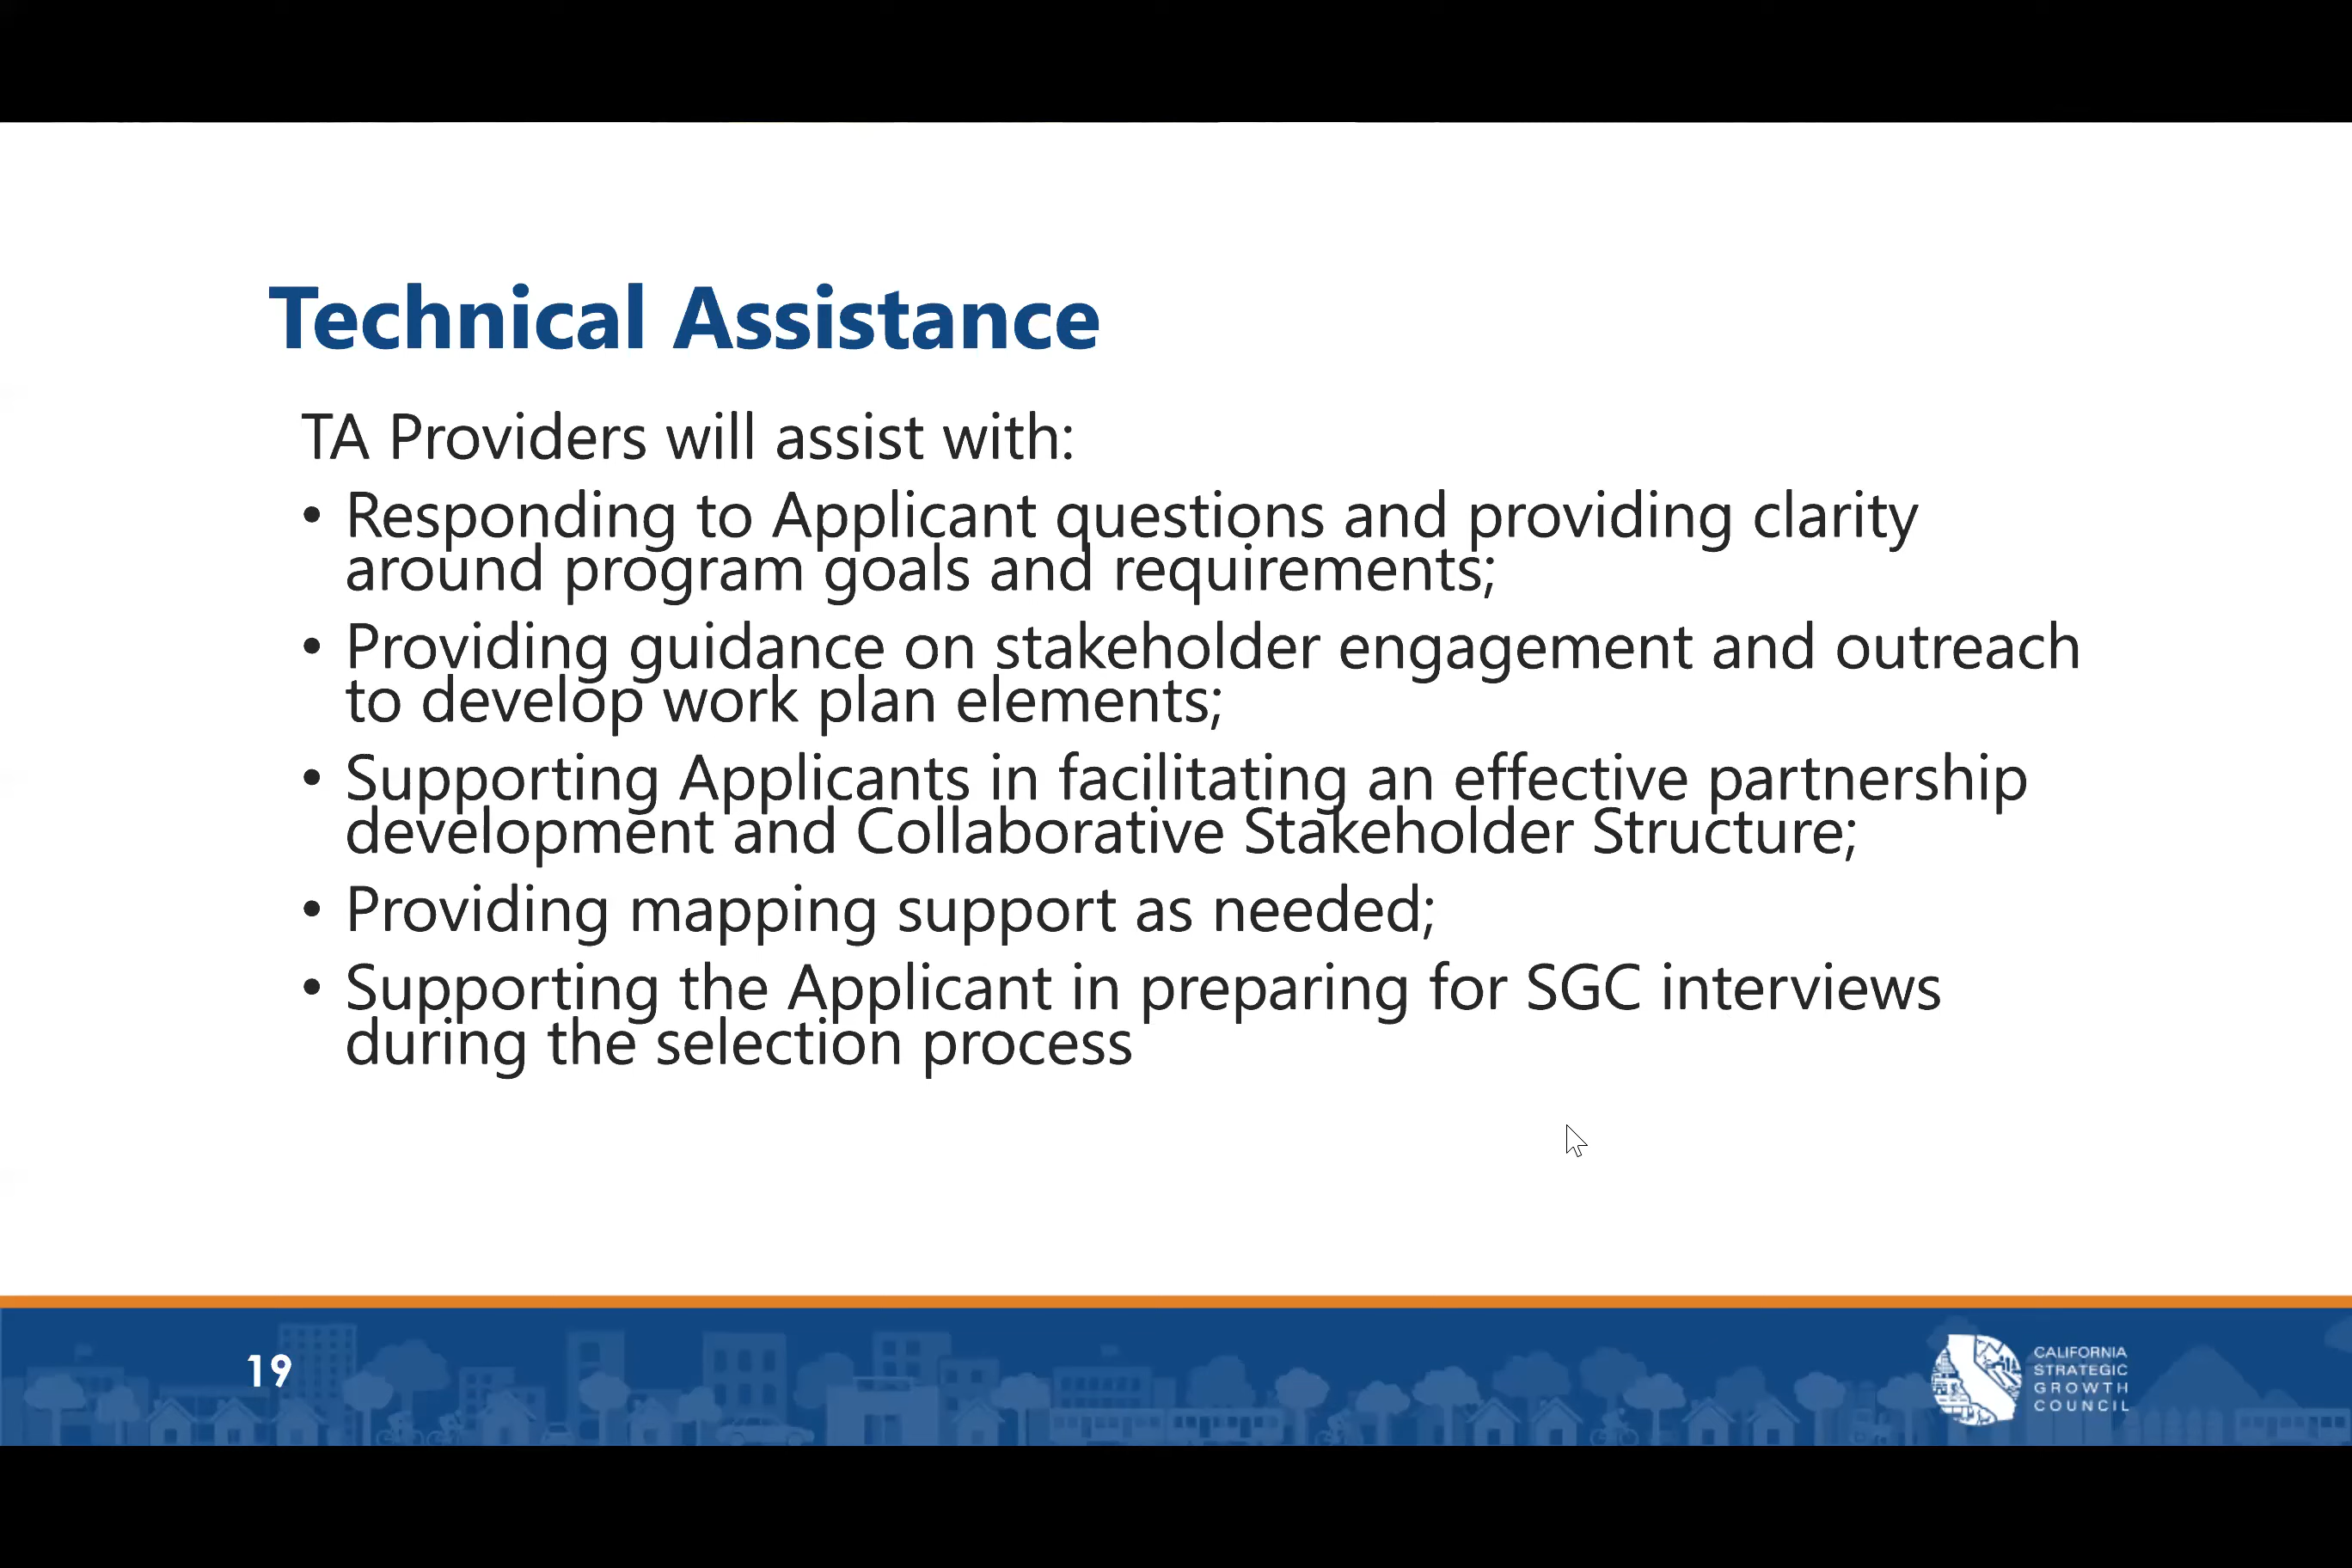 Technical Assistance
TA Providers will assist with:
• Responding to Applicant questions and providing clarity
around program goals and requirements;
• Providing guidance on stakeholder engagement and outreach
to develop work plan elements;
• Supporting Applicants in facilitating an effective partnership
development and Collaborative Stakeholder Structure;
• Providing mapping support as needed;
• Supporting the Applicant in preparing for SGC interviews
during the selection process
19
CALIFORNIA
STRATEGIC
GROWTH
COUNCIL